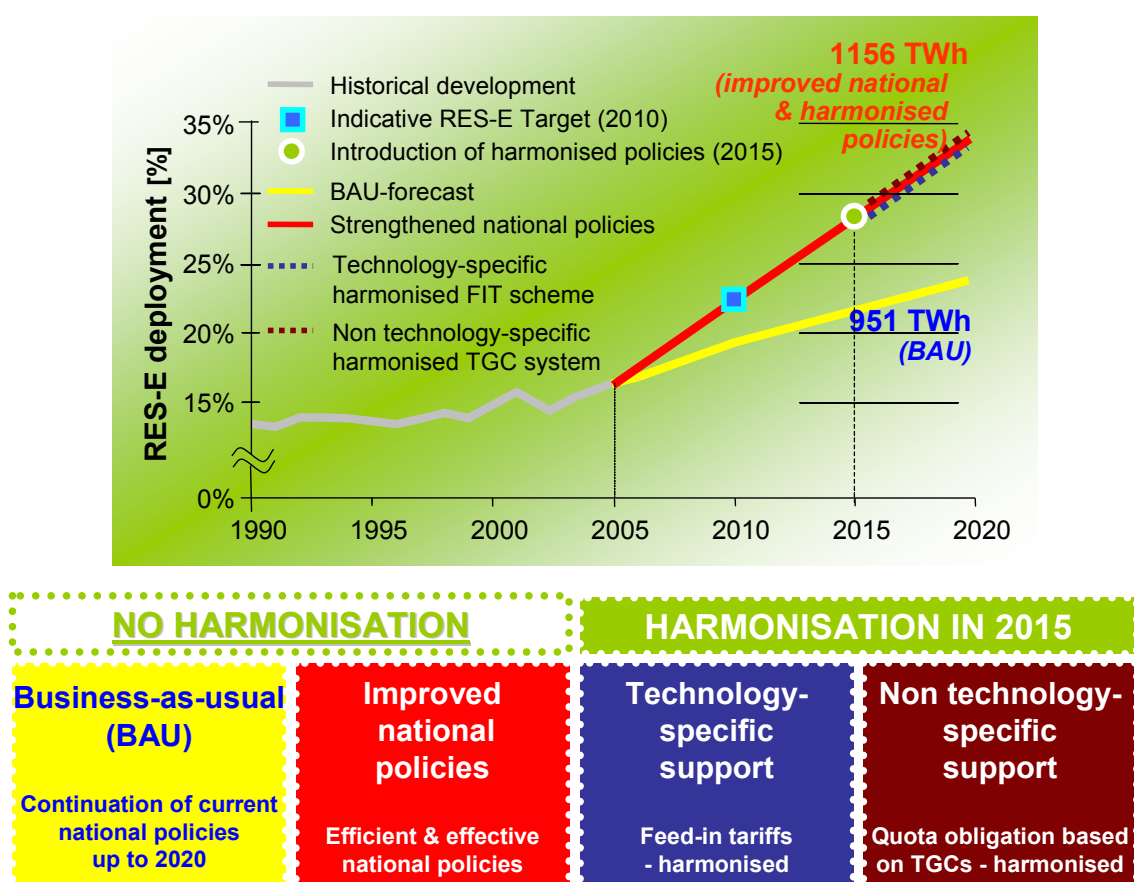 1156 TWh
(improved national
& harmonised
policies)
Historical development
Indicative RES-E Target (2010)
Introduction of harmonised policies (2015)
BAU-forecast
Strengthened national policies
Technology-specific
harmonised FIT scheme
Non technology-specific
harmonised TGC system
RES-E deployment [%]
35%
30%
25%
20%
15%
0%
951 TWh
(BAU)
1990
1995
2000
2005
2010
2015
2020
NO HARMONISATION
HARMONISATION IN 2015
Business-as-usual
(BAU)
Continuation of current
national policies
up to 2020
Improved
national
policies
Efficient & effective
national policies
Technology-
specific
support
Feed-in tariffs
- harmonised
Non technology-
specific
support
Quota obligation based
on TGCs - harmonised